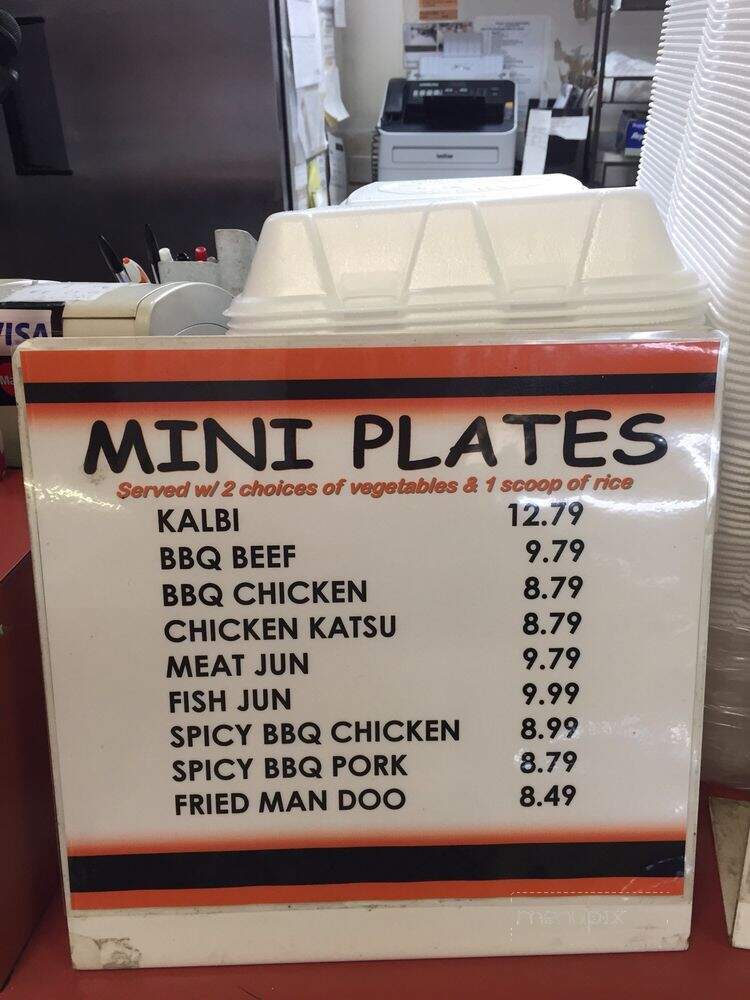 brother
VISA
MINI PLATES
Served w/ 2 choices of vegetables & 1 scoop of rice
KALBI 12.79
BBQ BEEF 9.79
BBQ CHICKEN 8.79
CHICKEN KATSU 8.79
MEAT JUN 9.79
FISH JUN 9.99
SPICY BBQ CHICKEN 8.99
SPICY BBQ PORK 8.79
FRIED MAN DOO 8.49
menupix